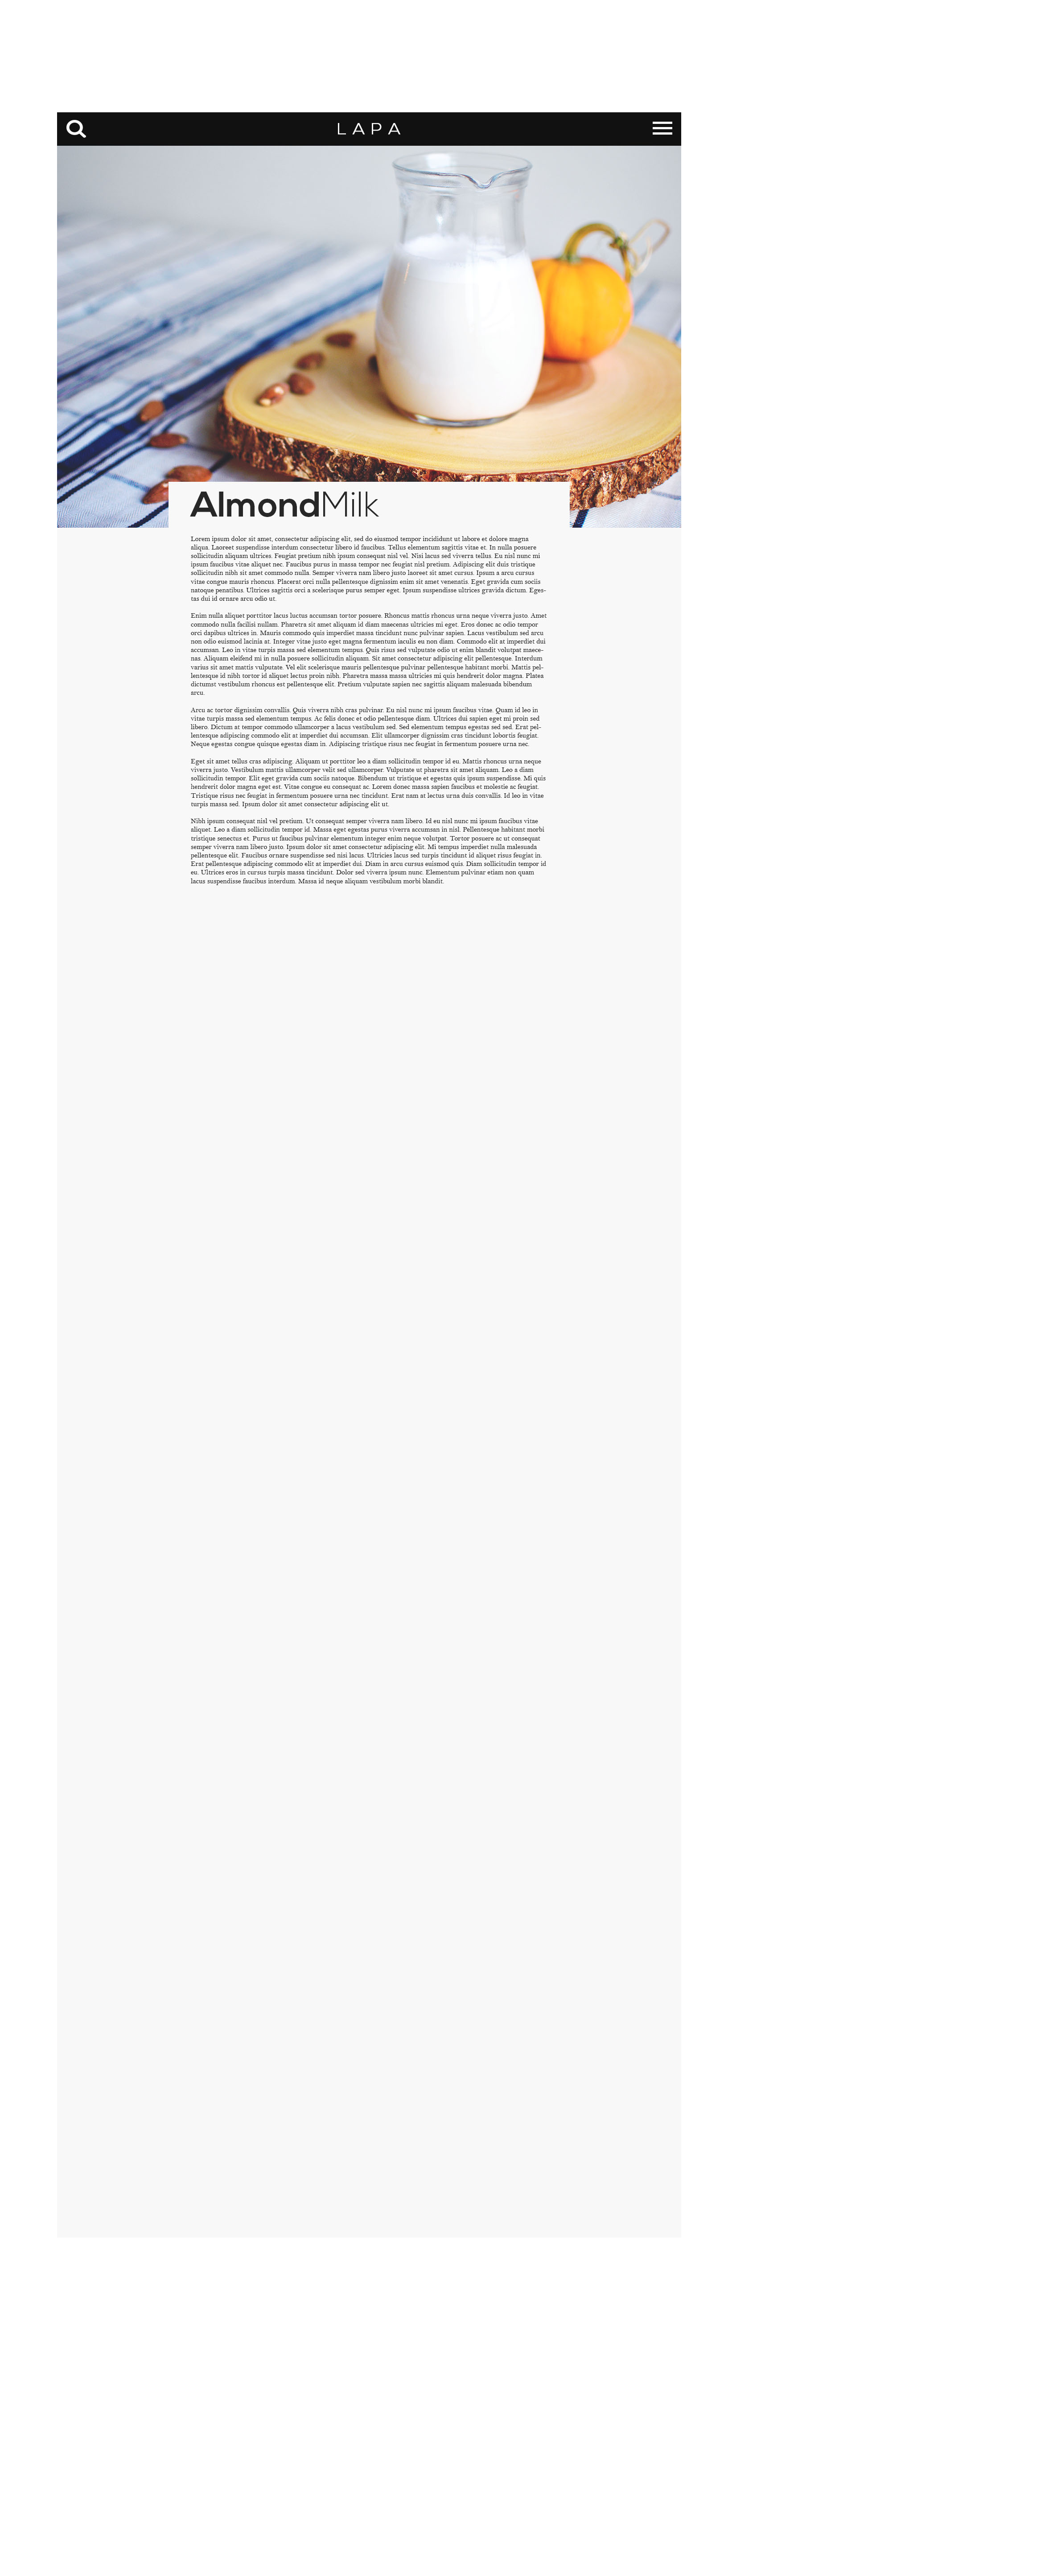 LAPA
AlmondMilk
Lorem ipsum dolor sit amet, consectetur adipiscing elit, sed do eiusmod tempor incididunt ut labore et dolore magna
aliqua. Laoreet suspendisse interdum consectetur libero id faucibus. Tellus elementum sagittis vitae et. In nulla posuere
sollicitudin aliquam ultrices. Feugiat pretium nibh ipsum consequat nisl vel. Nisi lacus sed viverra tellus. Eu nisl nunc mi
ipsum faucibus vitae aliquet nec. Faucibus purus in massa tempor nec feugiat nisl pretium. Adipiscing elit duis tristique
sollicitudin nibh sit amet commodo nulla. Semper viverra nam libero justo laoreet sit amet cursus. Ipsum a arcu cursus
vitae congue mauris rhoncus. Placerat orci nulla pellentesque dignissim enim sit amet venenatis. Eget gravida cum sociis
natoque penatibus. Ultrices sagittis orci a scelerisque purus semper eget. Ipsum suspendisse ultrices gravida dictum. Eges-
tas dui id ornare arcu odio ut.
Enim nulla aliquet porttitor lacus luctus accumsan tortor posuere. Rhoncus mattis rhoncus urna neque viverra justo. Amet
commodo nulla facilisi nullam. Pharetra sit amet aliquam id diam maecenas ultricies mi eget. Eros donec ac odio tempor
orci dapibus ultrices in. Mauris commodo quis imperdiet massa tincidunt nunc pulvinar sapien. Lacus vestibulum sed arcu
non odio euismod lacinia at. Integer vitae justo eget magna fermentum iaculis eu non diam. Commodo elit at imperdiet dui
accumsan. Leo in vitae turpis massa sed elementum tempus. Quis risus sed vulputate odio ut enim blandit volutpat maece-
nas. Aliquam eleifend mi in nulla posuere sollicitudin aliquam. Sit amet consectetur adipiscing elit pellentesque. Interdum
varius sit amet mattis vulputate. Vel elit scelerisque mauris pellentesque pulvinar pellentesque habitant morbi. Mattis pel-
lentesque id nibh tortor id aliquet lectus proin nibh. Pharetra massa massa ultricies mi quis hendrerit dolor magna. Platea
dictumst vestibulum rhoncus est pellentesque elit. Pretium vulputate sapien nec sagittis aliquam malesuada bibendum
arcu.
Arcu ac tortor dignissim convallis. Quis viverra nibh cras pulvinar. Eu nisl nunc mi ipsum faucibus vitae. Quam id leo in
vitae turpis massa sed elementum tempus. Ac felis donec et odio pellentesque diam. Ultrices dui sapien eget mi proin sed
libero. Dictum at tempor commodo ullamcorper a lacus vestibulum sed. Sed elementum tempus egestas sed sed. Erat pel-
lentesque adipiscing commodo elit at imperdiet dui accumsan. Elit ullamcorper dignissim cras tincidunt lobortis feugiat.
Neque egestas congue quisque egestas diam in. Adipiscing tristique risus nec feugiat in fermentum posuere urna nec.
Eget sit amet tellus cras adipiscing. Aliquam ut porttitor leo a diam sollicitudin tempor id eu. Mattis rhoncus urna neque
viverra justo. Vestibulum mattis ullamcorper velit sed ullamcorper. Vulputate ut pharetra sit amet aliquam. Leo a diam
sollicitudin tempor. Elit eget gravida cum sociis natoque. Bibendum ut tristique et egestas quis ipsum suspendisse. Mi quis
hendrerit dolor magna eget est. Vitae congue eu consequat ac. Lorem donec massa sapien faucibus et molestie ac feugiat.
Tristique risus nec feugiat in fermentum posuere urna nec tincidunt. Erat nam at lectus urna duis convallis. Id leo in vitae
turpis massa sed. Ipsum dolor sit amet consectetur adipiscing elit ut.
Nibh ipsum consequat nisl vel pretium. Ut consequat semper viverra nam libero. Id eu nisl nunc mi ipsum faucibus vitae
aliquet. Leo a diam sollicitudin tempor id. Massa eget egestas purus viverra accumsan in nisl. Pellentesque habitant morbi
tristique senectus et. Purus ut faucibus pulvinar elementum integer enim neque volutpat. Tortor posuere ac ut consequat
semper viverra nam libero justo. Ipsum dolor sit amet consectetur adipiscing elit. Mi tempus imperdiet nulla malesuada
pellentesque elit. Faucibus ornare suspendisse sed nisi lacus. Ultricies lacus sed turpis tincidunt id aliquet risus feugiat in.
Erat pellentesque adipiscing commodo elit at imperdiet dui. Diam in arcu cursus euismod quis. Diam sollicitudin tempor id
eu. Ultrices eros in cursus turpis massa tincidunt. Dolor sed viverra ipsum nunc. Elementum pulvinar etiam non quam
lacus suspendisse faucibus interdum. Massa id neque aliquam vestibulum morbi blandit.